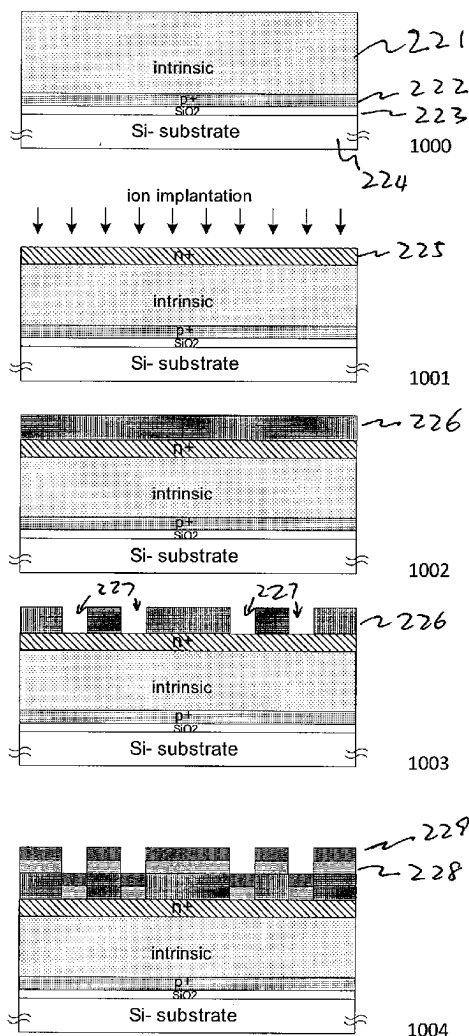 221
intrinsic
222
p+
SiO2
223
Si- substrate
1000
224
ion implantation
n+
225
intrinsic
p+
SiO2
Si- substrate
1001
226
n+
intrinsic
p+
SiO2
Si- substrate
1002
227
227
226
n+
intrinsic
p+
SiO2
Si- substrate
1003
229
228
n+
intrinsic
p+
SiO2
Si- substrate
1004